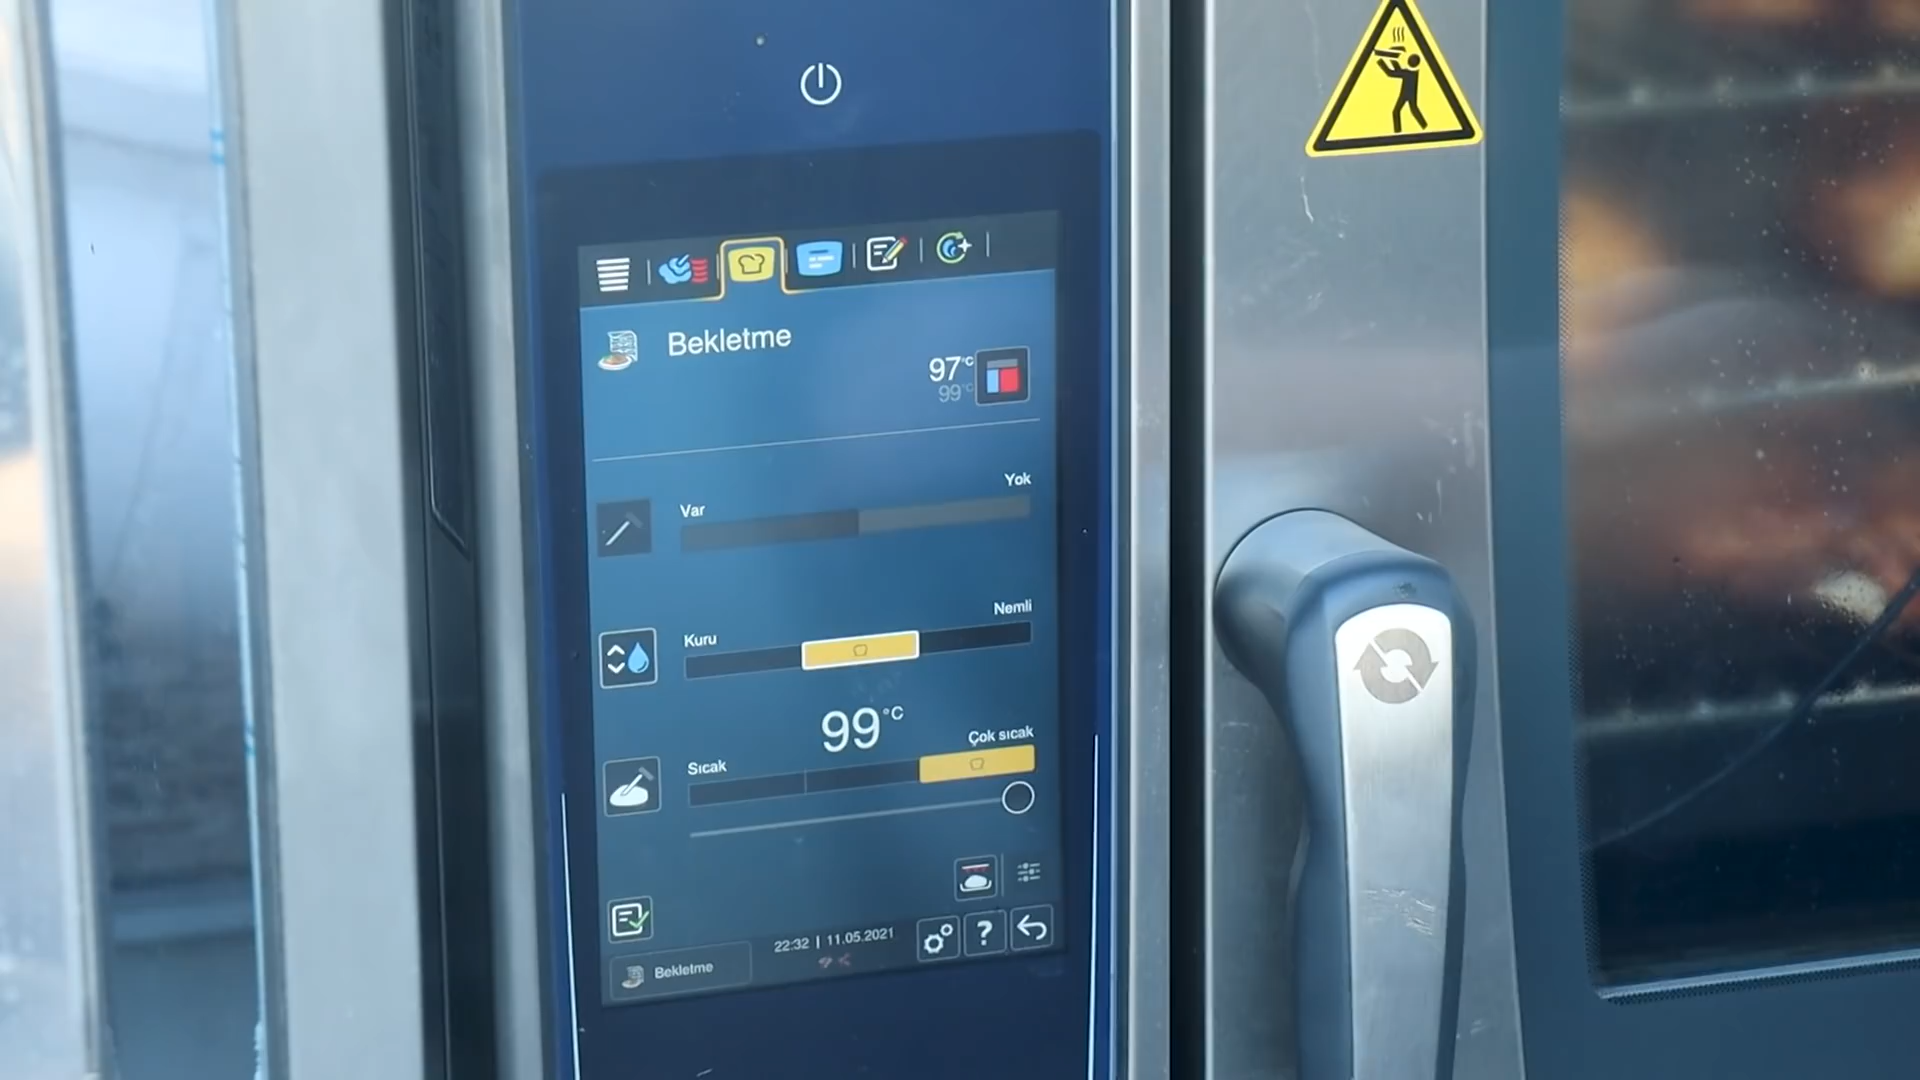 Bekletme
97°C
99°C
Yok
Var
Nemli
Kuru
99°C
Çok sıcak
Sıcak
22:32 | 11.05.2021
?
Bekletme